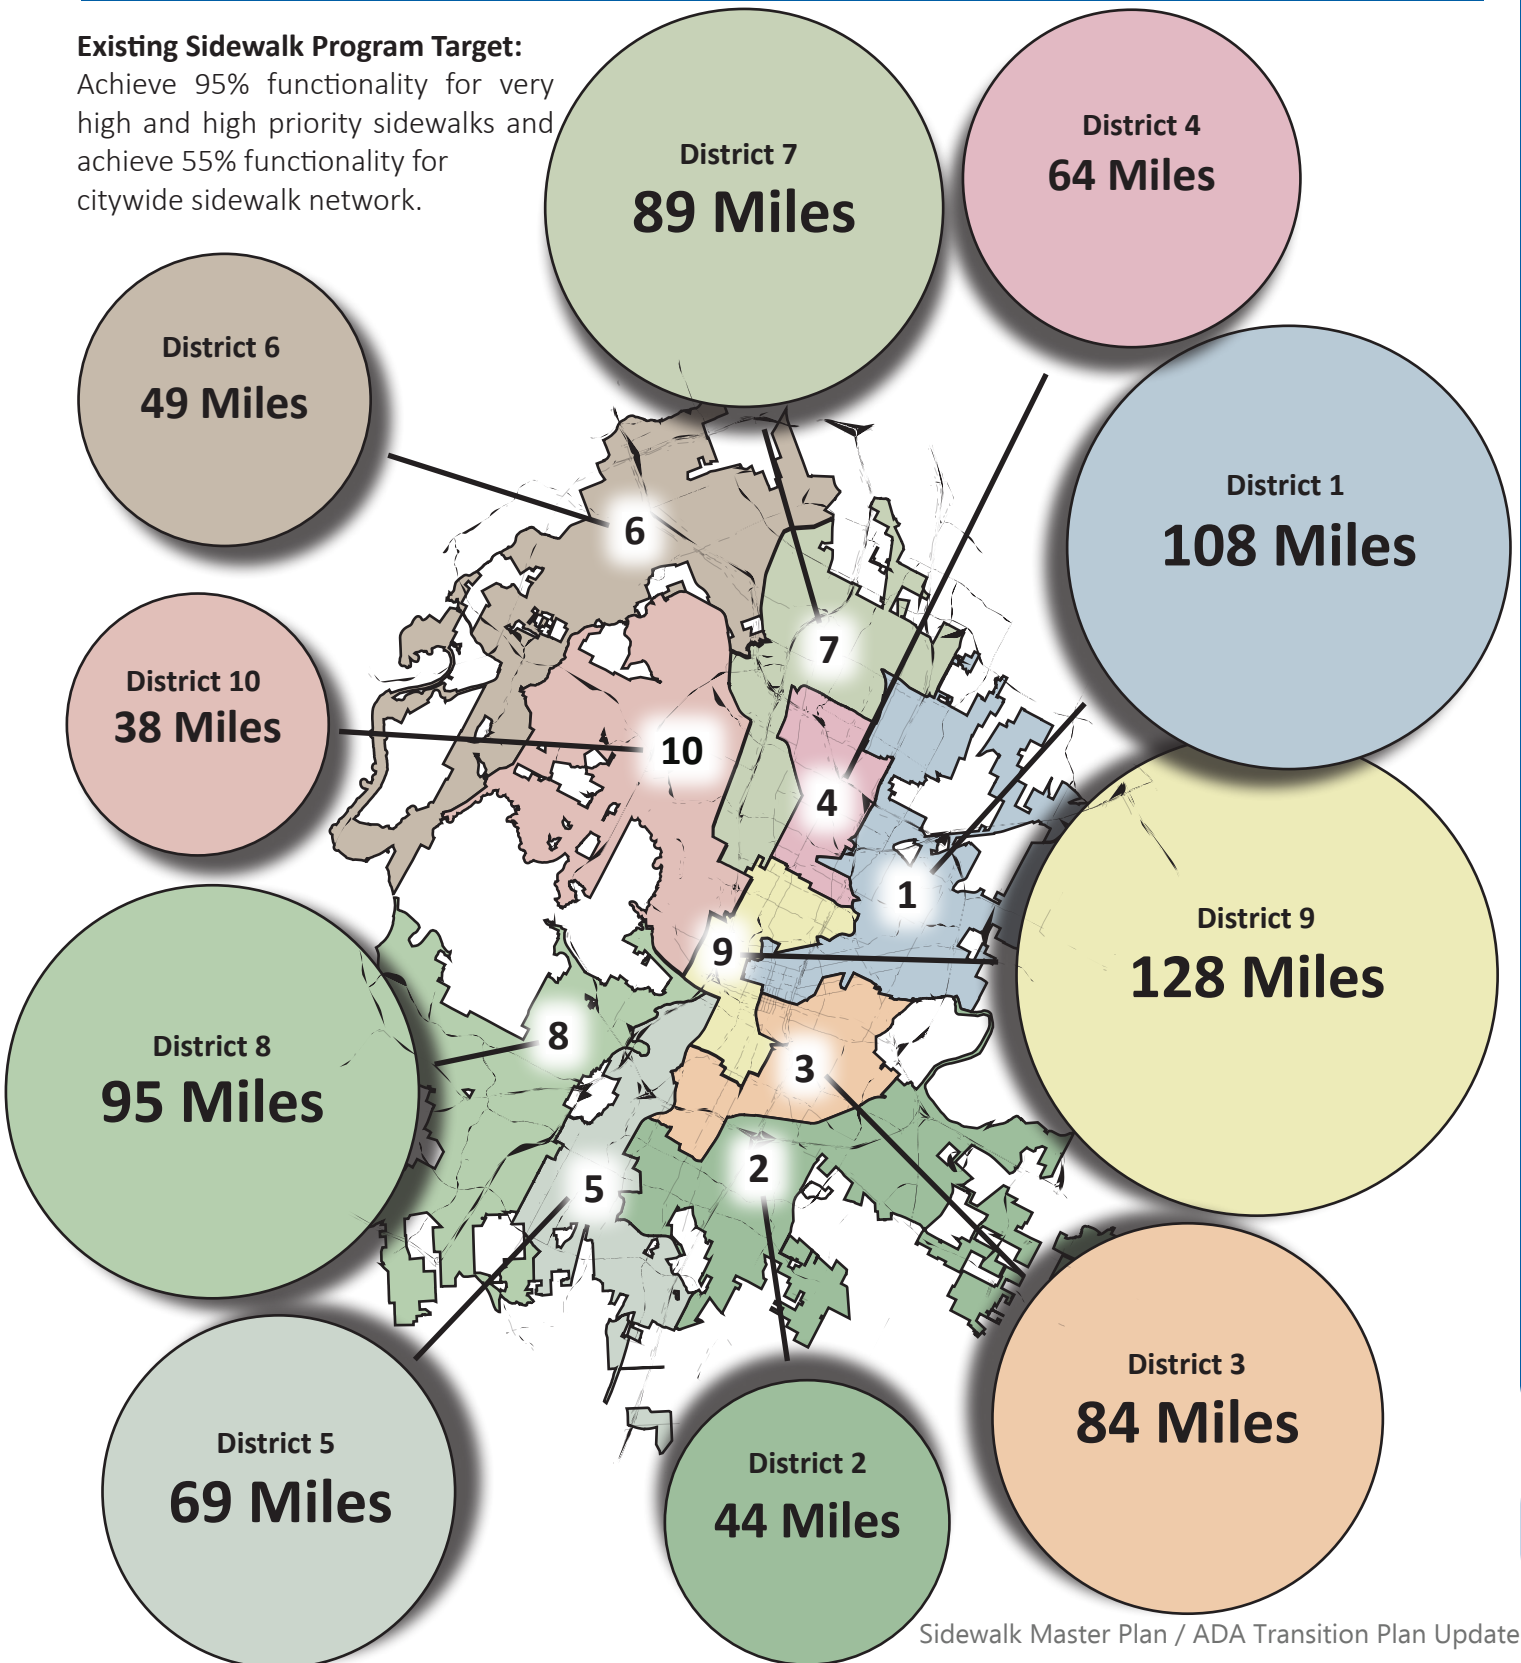 Existing Sidewalk Program Target:
Achieve 95% functionality for very
high and high priority sidewalks and
achieve 55% functionality for
citywide sidewalk network.
District 7
89 Miles
District 4
64 Miles
District 6
49 Miles
District 1
108 Miles
District 10
38 Miles
District 9
128 Miles
District 8
95 Miles
District 3
84 Miles
District 5
69 Miles
District 2
44 Miles
6
7
10
4
1
9
8
3
2
5
Sidewalk Master Plan / ADA Transition Plan Update